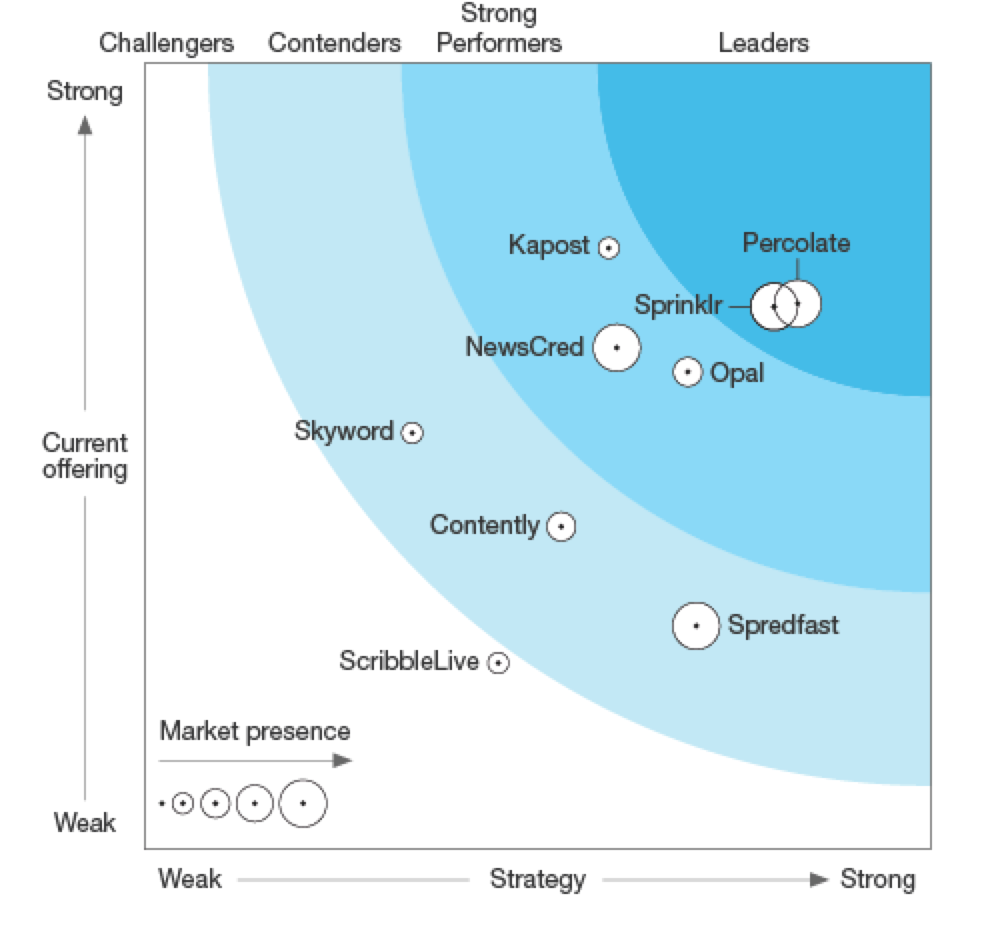 Strong
Challengers Contenders Performers Leaders
Strong
Kapost
Percolate
Sprinklr
NewsCred
Opal
Skyword
Current
offering
Contently
Spredfast
ScribbleLive
Market presence
Weak
Weak Strategy Strong